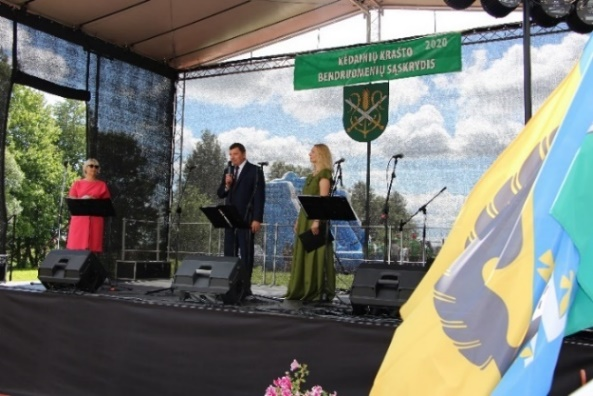 KĖDAINIŲ KRAŠTO 2020
BENDRUOMENIŲ SĄSKRYDIS